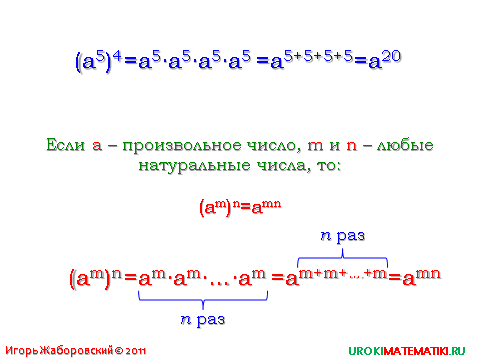 (a⁵)⁴=a⁵·a⁵·a⁵·a⁵=a⁵⁺⁵⁺⁵⁺⁵=a²⁰
Если a – произвольное число, m и n – любые
натуральные числа, то:
(aᵐ)ⁿ=aᵐⁿ
n раз
(aᵐ)ⁿ=aᵐ·aᵐ·…·aᵐ=aᵐ⁺ᵐ⁺…⁺ᵐ=aᵐⁿ
n раз
Игорь Жаборовский © 2011
UROKIMATEMATIKI.RU